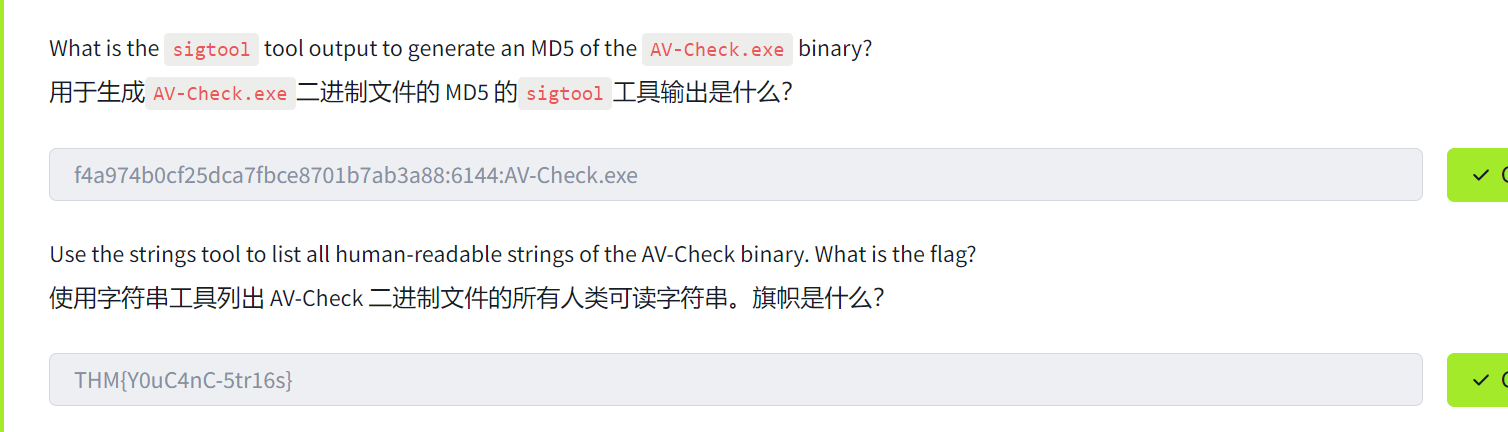 What is the sigtool tool output to generate an MD5 of the AV-Check.exe binary?
用于生成AV-Check.exe二进制文件的 MD5 的sigtool工具输出是什么？
f4a974b0cf25dca7fbce8701b7ab3a88:6144:AV-Check.exe
Use the strings tool to list all human-readable strings of the AV-Check binary. What is the flag?
使用字符串工具列出 AV-Check 二进制文件的所有人类可读字符串。旗帜是什么？
THM{Y0uC4nC-5tr16s}